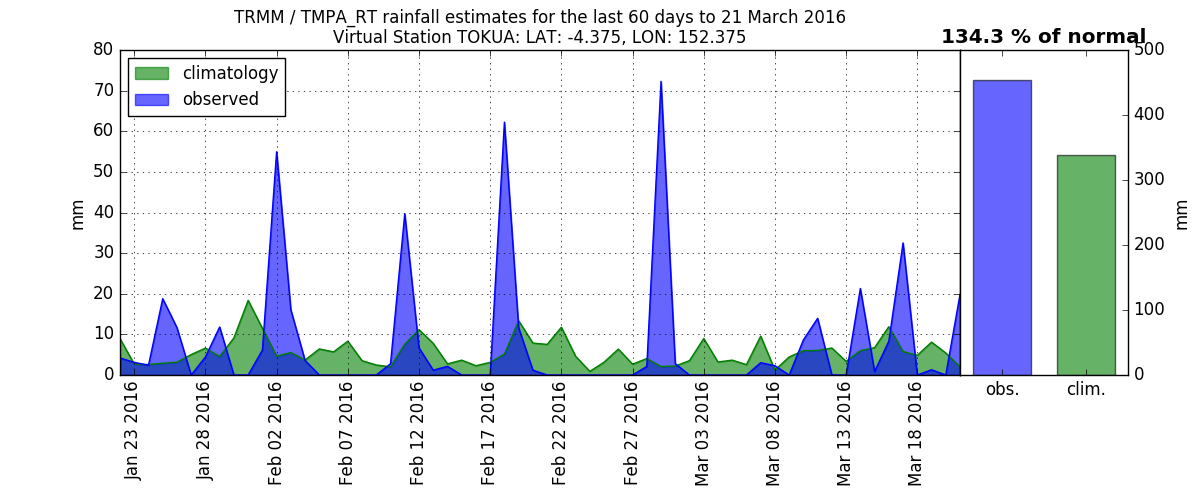 TRMM / TMPA_RT rainfall estimates for the last 60 days to 21 March 2016
Virtual Station TOKUA: LAT: -4.375, LON: 152.375
134.3 % of normal
climatology
observed
mm
80
70
60
50
40
30
20
10
0
Jan 23 2016
Jan 28 2016
Feb 02 2016
Feb 07 2016
Feb 12 2016
Feb 17 2016
Feb 22 2016
Feb 27 2016
Mar 03 2016
Mar 08 2016
Mar 13 2016
Mar 18 2016
obs.
clim.
500
400
300
200
100
0
mm